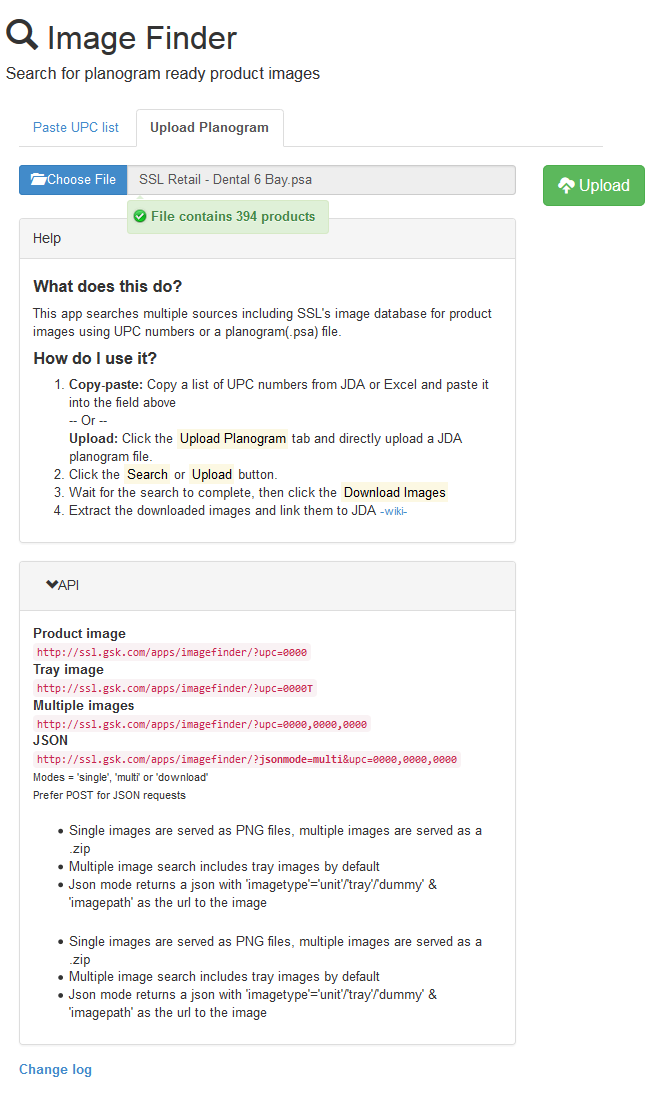 Image Finder
Search for planogram ready product images
Paste UPC list
Upload Planogram
Choose File
SSL Retail - Dental 6 Bay.psa
Upload
File contains 394 products
Help
What does this do?
This app searches multiple sources including SSL's image database for product
images using UPC numbers or a planogram(.psa) file.
How do I use it?
1. Copy-paste: Copy a list of UPC numbers from JDA or Excel and paste it
into the field above
-- Or --
Upload: Click the Upload Planogram tab and directly upload a JDA
planogram file.
2. Click the Search or Upload button.
3. Wait for the search to complete, then click the Download Images
4. Extract the downloaded images and link them to JDA -wiki-
API
Product image
http://ssl.gsk.com/apps/imagefinder/?upc=0000
Tray image
http://ssl.gsk.com/apps/imagefinder/?upc=0000T
Multiple images
http://ssl.gsk.com/apps/imagefinder/?upc=0000,0000,0000
JSON
http://ssl.gsk.com/apps/imagefinder/?jsonmode=multi&upc=0000,0000,0000
Modes = 'single', 'multi' or 'download'
Prefer POST for JSON requests
• Single images are served as PNG files, multiple images are served as a
.zip
• Multiple image search includes tray images by default
• Json mode returns a json with 'imagetype'='unit'/'tray'/'dummy' &
'imagepath' as the url to the image
• Single images are served as PNG files, multiple images are served as a
.zip
• Multiple image search includes tray images by default
• Json mode returns a json with 'imagetype'='unit'/'tray'/'dummy' &
'imagepath' as the url to the image
Change log